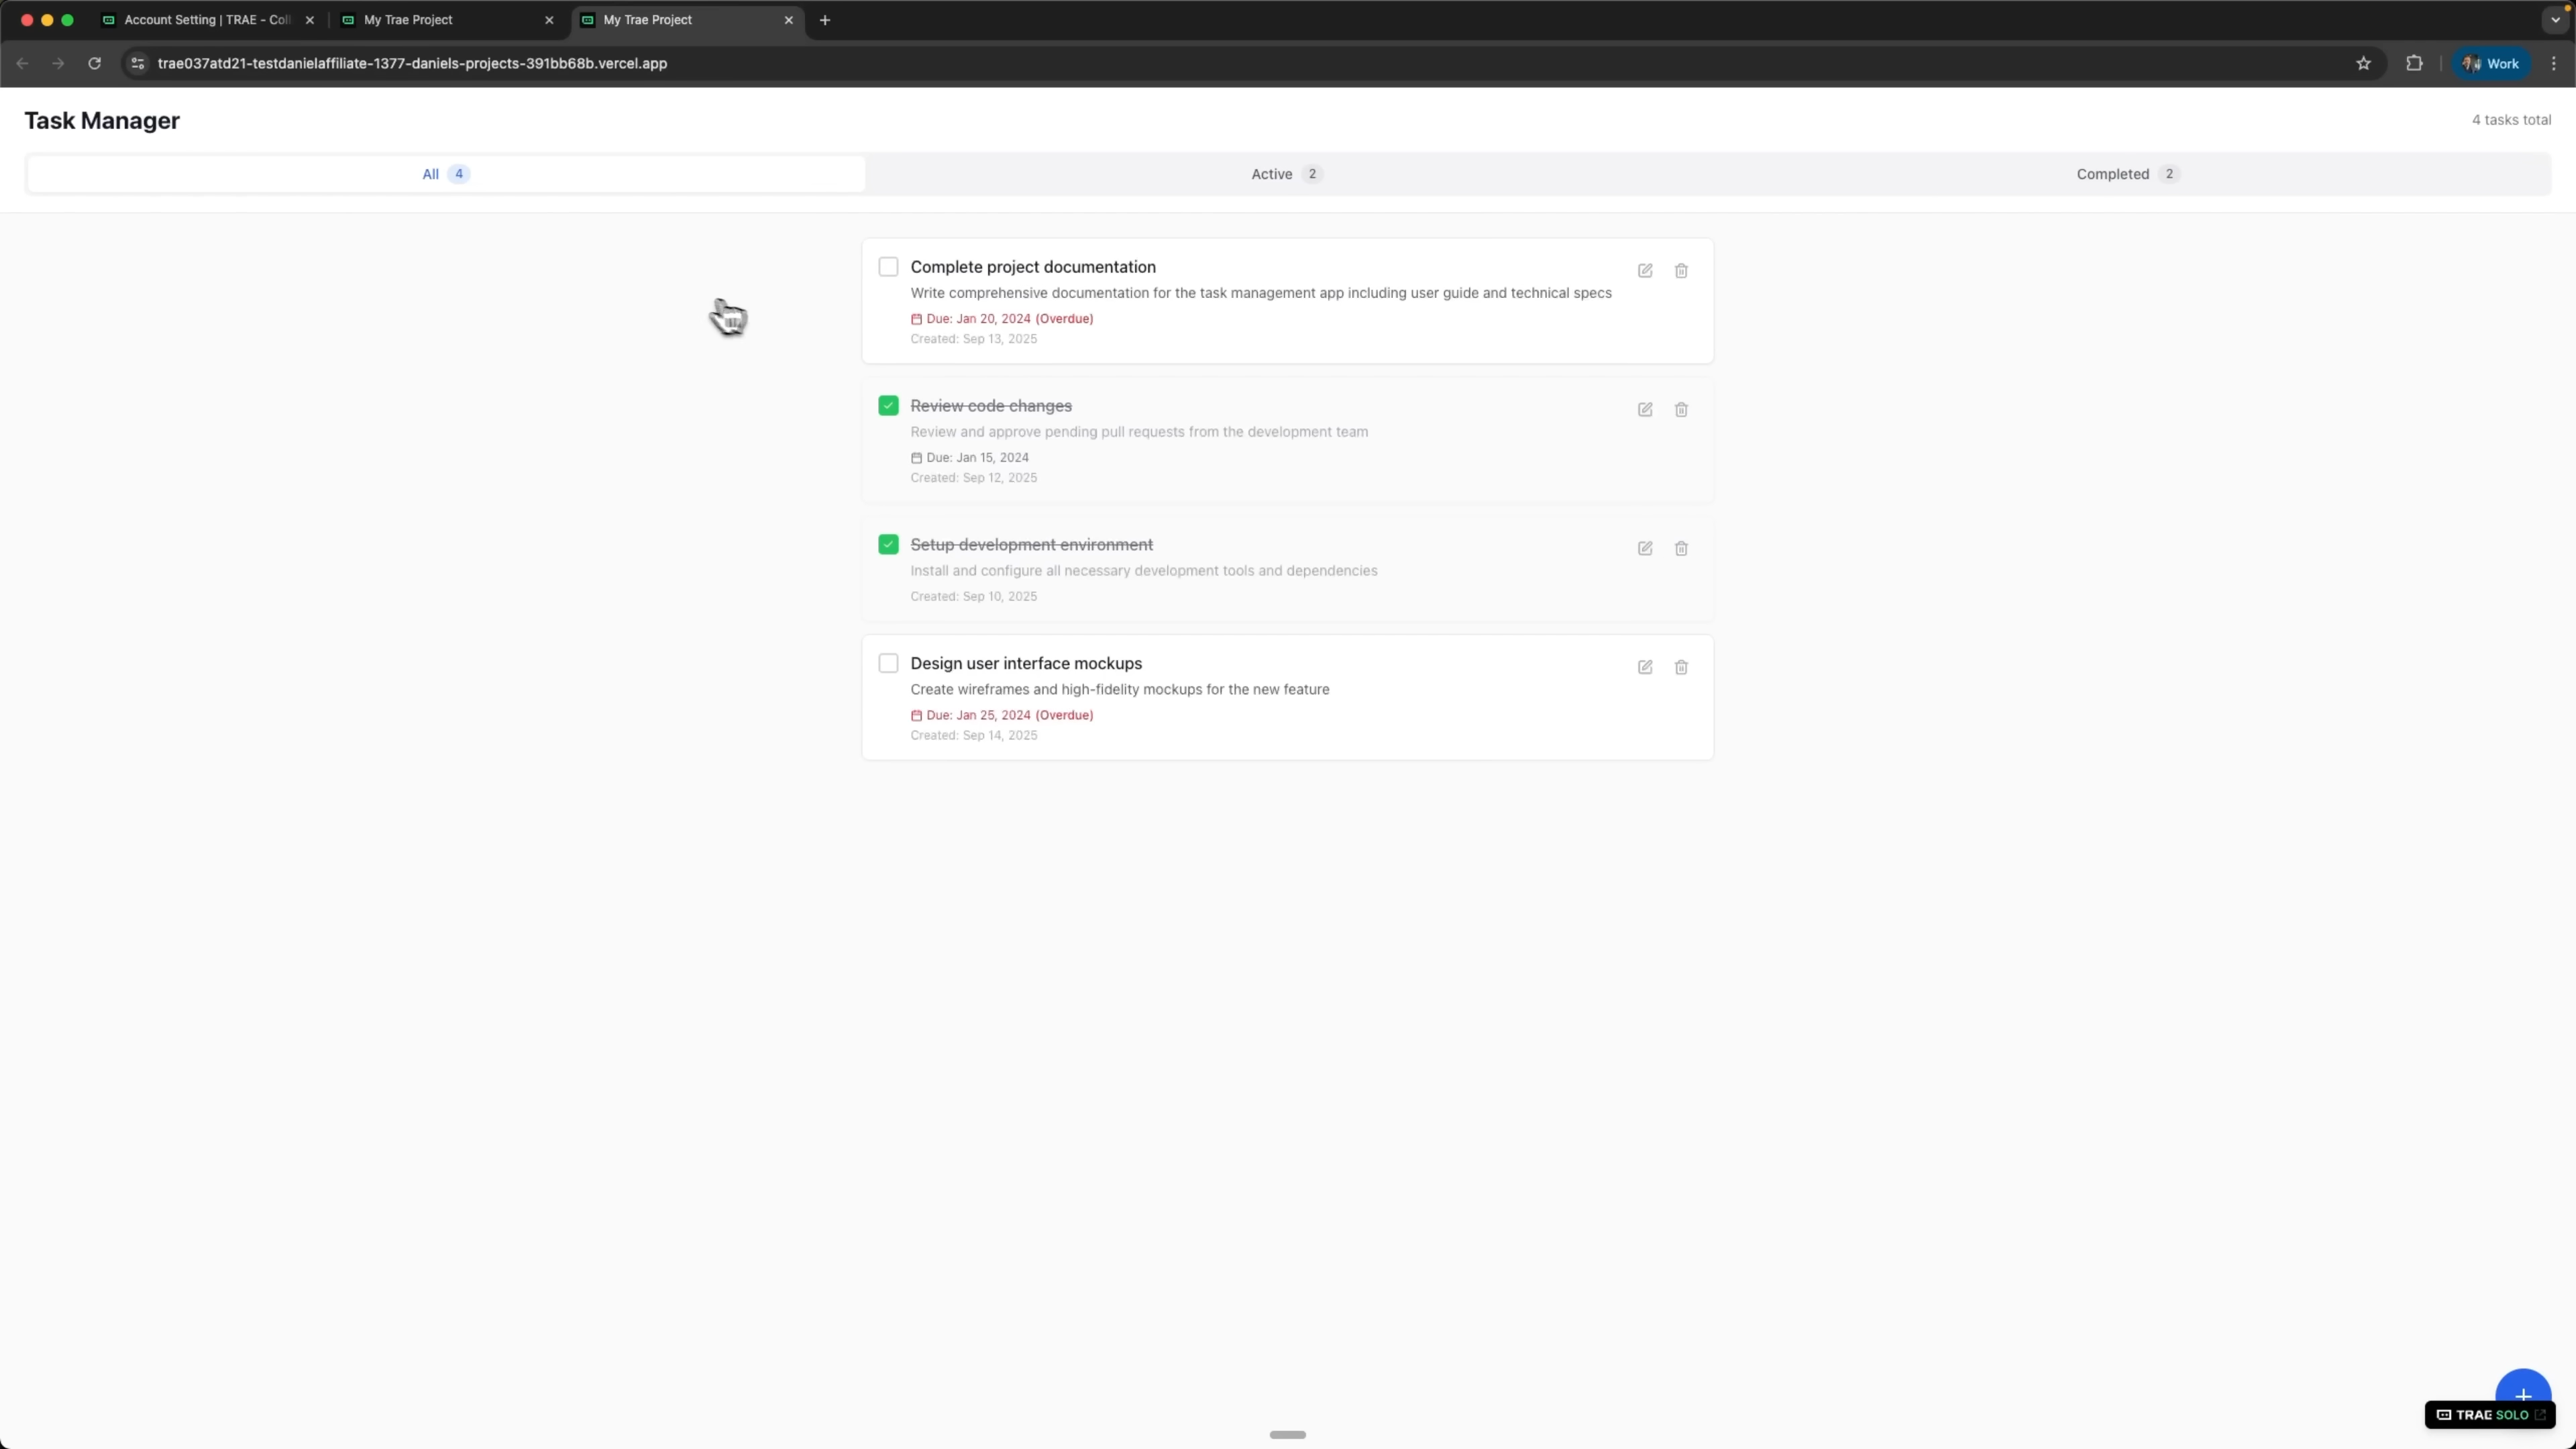 Account Setting | TRAE - Coll
My Trae Project
My Trae Project
trae037atd21-testdanielaffiliate-1377-daniels-projects-391bb68b.vercel.app
Work
Task Manager
4 tasks total
All 4
Active 2
Completed 2
Complete project documentation
Write comprehensive documentation for the task management app including user guide and technical specs
Due: Jan 20, 2024 (Overdue)
Created: Sep 13, 2025
Review code changes
Review and approve pending pull requests from the development team
Due: Jan 15, 2024
Created: Sep 12, 2025
Setup development environment
Install and configure all necessary development tools and dependencies
Created: Sep 10, 2025
Design user interface mockups
Create wireframes and high-fidelity mockups for the new feature
Due: Jan 25, 2024 (Overdue)
Created: Sep 14, 2025
TRAE SOLO